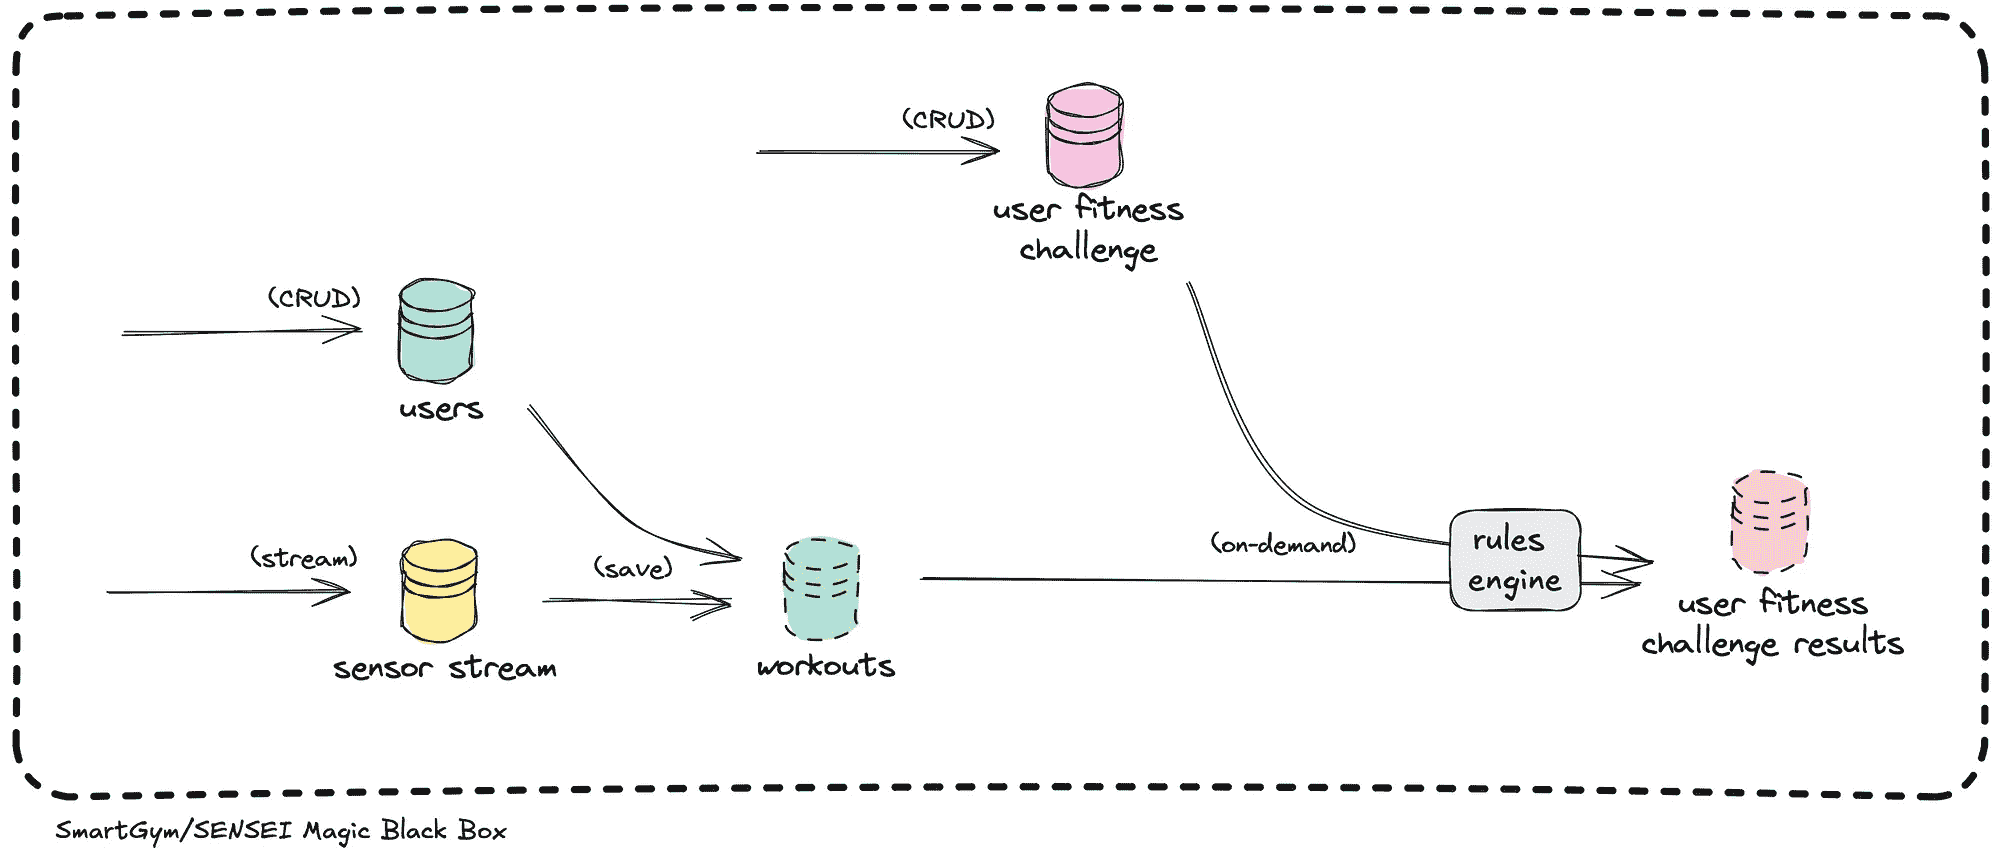 (CRUD)
user fitness
challenge
(CRUD)
users
(stream)
sensor stream
(save)
workouts
(on-demand)
rules
engine
user fitness
challenge results
SmartGym/SENSEI Magic Black Box